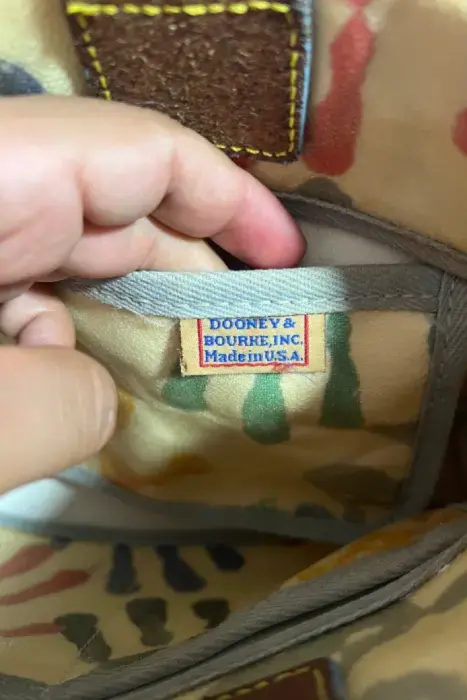 DOONEY &
BOURKE, INC.
Made in U.S.A.